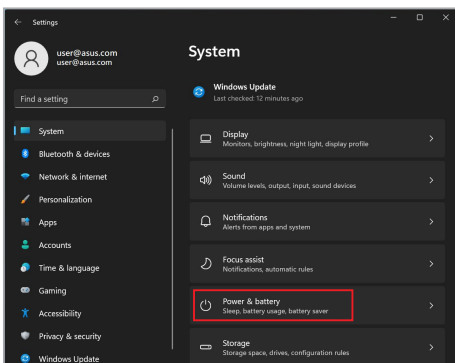 Settings
user@asus.com
user@asus.com
Find a setting
System
Bluetooth & devices
Network & internet
Personalization
Apps
Accounts
Time & language
Gaming
Accessibility
Privacy & security
Windows Update
System
Windows Update
Last checked: 12 minutes ago
Display
Monitors, brightness, night light, display profile
Sound
Volume levels, output, input, sound devices
Notifications
Alerts from apps and system
Focus assist
Notifications, automatic rules
Power & battery
Sleep, battery usage, battery saver
Storage
Storage space, drives, configuration rules